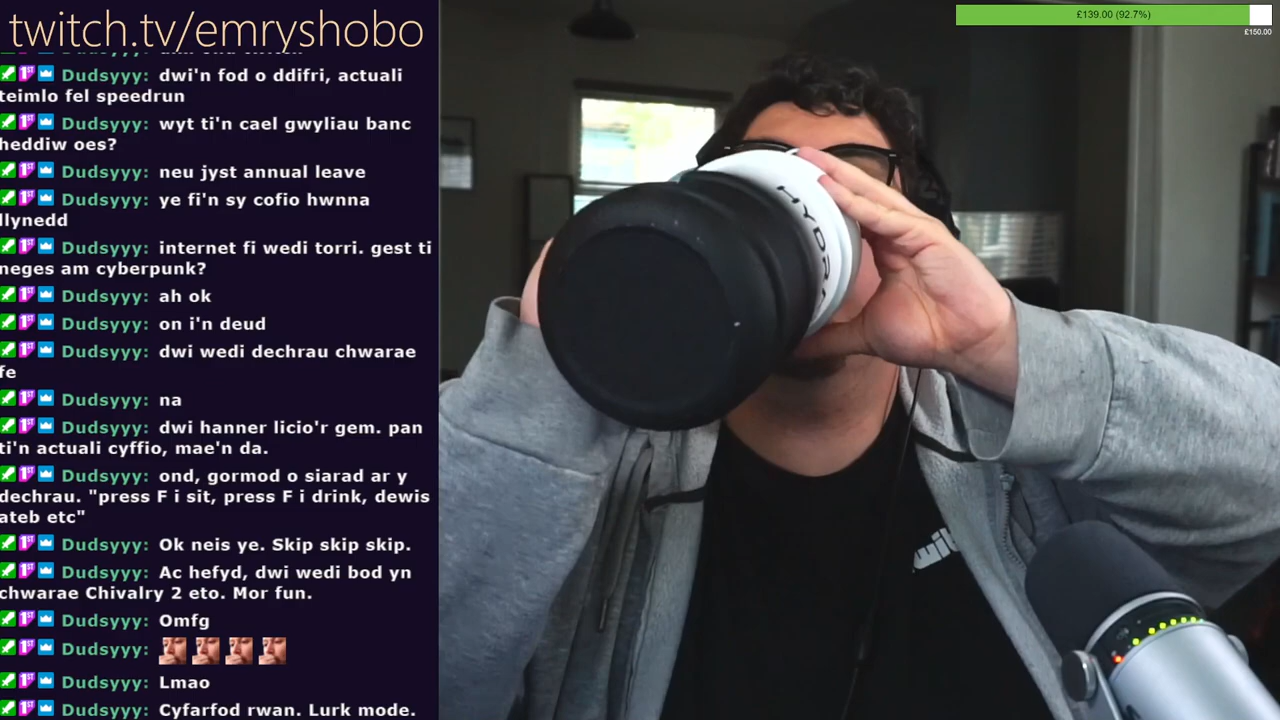 twitch.tv/emryshobo
£139.00 (92.7%)
£150.00
Dudsyyy: dwi'n fod o ddifri, actuali
teimlo fel speedrun
Dudsyyy: wyt ti'n cael gwyliau banc
heddiw oes?
Dudsyyy: neu jyst annual leave
Dudsyyy: ye fi'n sy cofio hwnna
llynedd
Dudsyyy: internet fi wedi torri. gest ti
neges am cyberpunk?
Dudsyyy: ah ok
Dudsyyy: on i'n deud
Dudsyyy: dwi wedi dechrau chwarae
fe
Dudsyyy: na
Dudsyyy: dwi hanner licio'r gem. pan
ti'n actuali cyffio, mae'n da.
Dudsyyy: ond, gormod o siarad ar y
dechrau. "press F i sit, press F i drink, dewis
ateb etc"
Dudsyyy: Ok neis ye. Skip skip skip.
Dudsyyy: Ac hefyd, dwi wedi bod yn
chwarae Chivalry 2 eto. Mor fun.
Dudsyyy: Omfg
Dudsyyy:
Dudsyyy: Lmao
Dudsyyy: Cyfarfod rwan. Lurk mode.